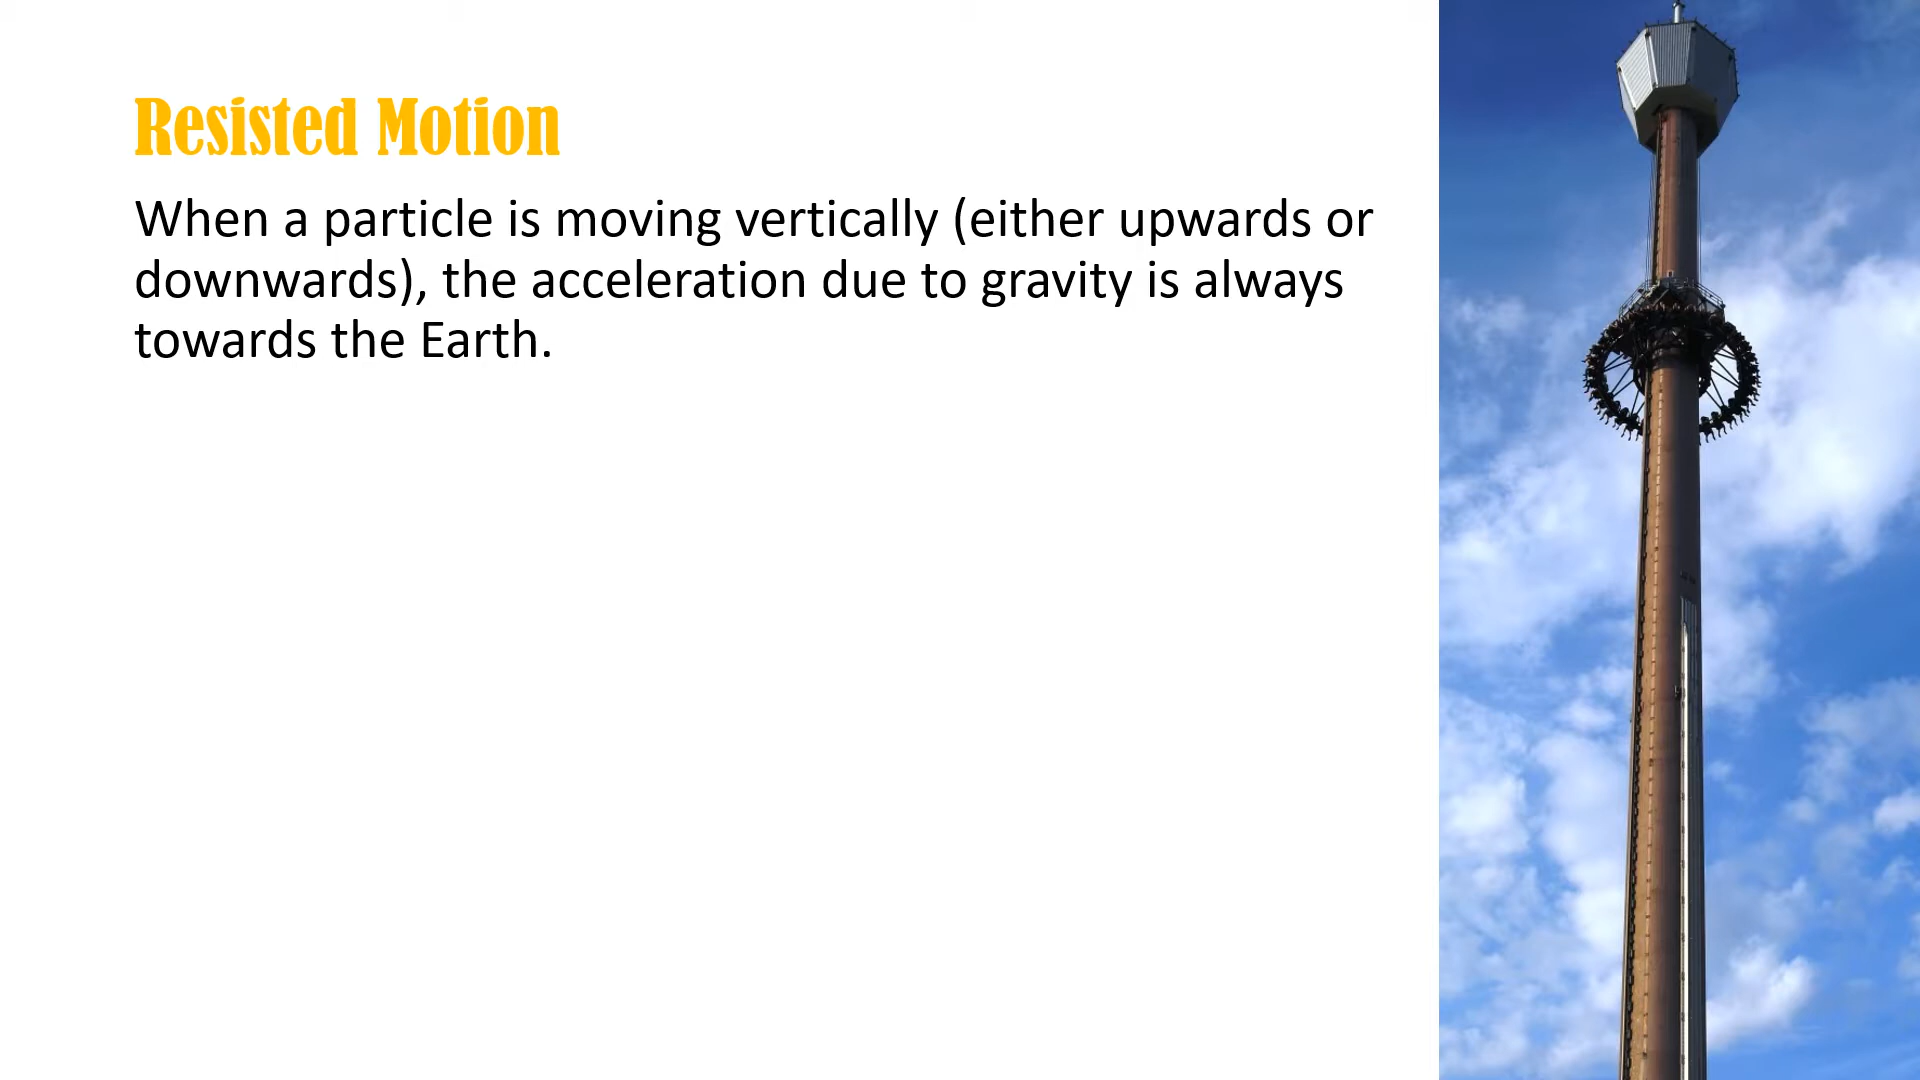 Resisted Motion
When a particle is moving vertically (either upwards or
downwards), the acceleration due to gravity is always
towards the Earth.